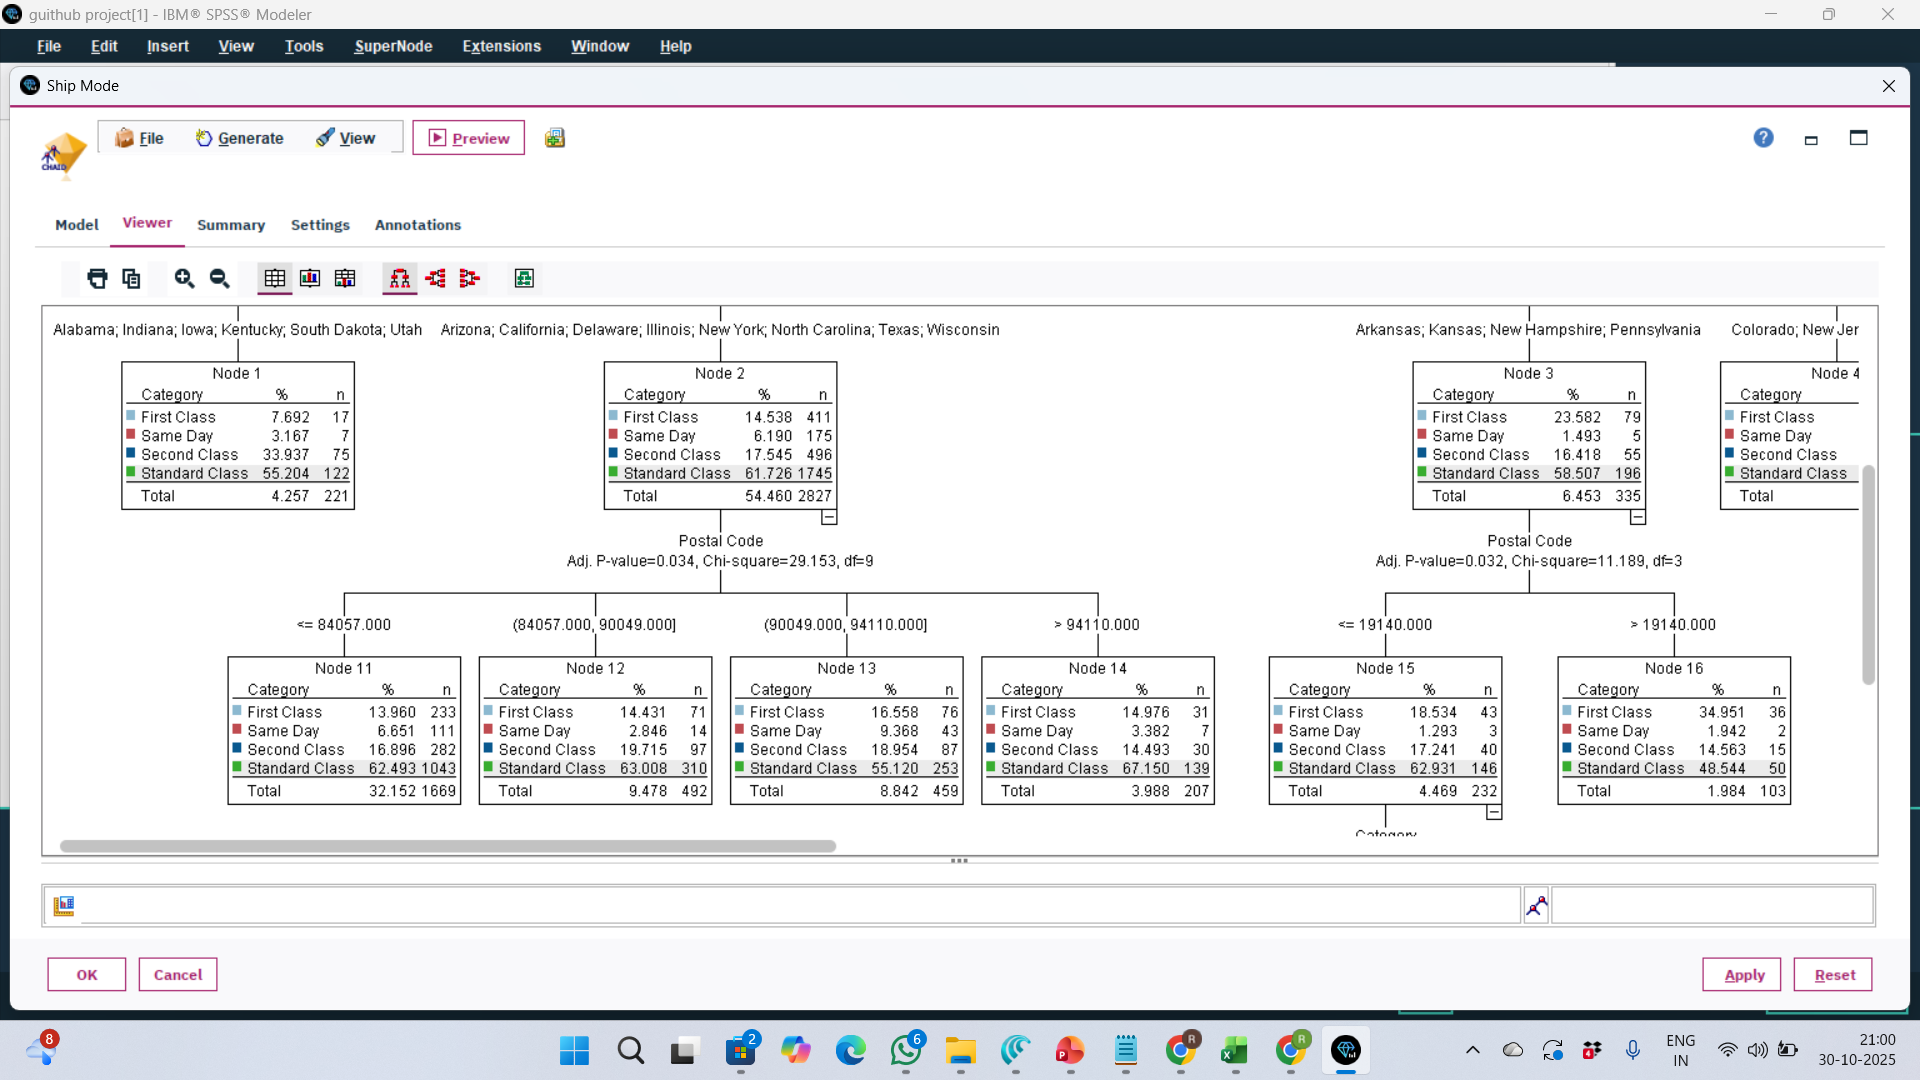 guithub project[1] - IBM® SPSS® Modeler
File Edit Insert View Tools SuperNode Extensions Window Help
Ship Mode
CHAID
File Generate View Preview
Model Viewer Summary Settings Annotations
Alabama; Indiana; Iowa; Kentucky; South Dakota; Utah
Arizona; California; Delaware; Illinois; New York; North Carolina; Texas; Wisconsin
Arkansas; Kansas; New Hampshire; Pennsylvania
Colorado; New Jer
Node 1
Category % n
First Class 7.692 17
Same Day 3.167 7
Second Class 33.937 75
Standard Class 55.204 122
Total 4.257 221
Node 2
Category % n
First Class 14.538 411
Same Day 6.190 175
Second Class 17.545 496
Standard Class 61.726 1745
Total 54.460 2827
Node 3
Category % n
First Class 23.582 79
Same Day 1.493 5
Second Class 16.418 55
Standard Class 58.507 196
Total 6.453 335
Node 4
Category
First Class
Same Day
Second Class
Standard Class
Total
Postal Code
Adj. P-value=0.034, Chi-square=29.153, df=9
Postal Code
Adj. P-value=0.032, Chi-square=11.189, df=3
<= 84057.000
(84057.000, 90049.000]
(90049.000, 94110.000]
> 94110.000
<= 19140.000
> 19140.000
Node 11
Category % n
First Class 13.960 233
Same Day 6.651 111
Second Class 16.896 282
Standard Class 62.493 1043
Total 32.152 1669
Node 12
Category % n
First Class 14.431 71
Same Day 2.846 14
Second Class 19.715 97
Standard Class 63.008 310
Total 9.478 492
Node 13
Category % n
First Class 16.558 76
Same Day 9.368 43
Second Class 18.954 87
Standard Class 55.120 253
Total 8.842 459
Node 14
Category % n
First Class 14.976 31
Same Day 3.382 7
Second Class 14.493 30
Standard Class 67.150 139
Total 3.988 207
Node 15
Category % n
First Class 18.534 43
Same Day 1.293 3
Second Class 17.241 40
Standard Class 62.931 146
Total 4.469 232
Node 16
Category % n
First Class 34.951 36
Same Day 1.942 2
Second Class 14.563 15
Standard Class 48.544 50
Total 1.984 103
Category
OK Cancel Apply Reset
8
2
6
R
R
ENG
IN
21:00
30-10-2025